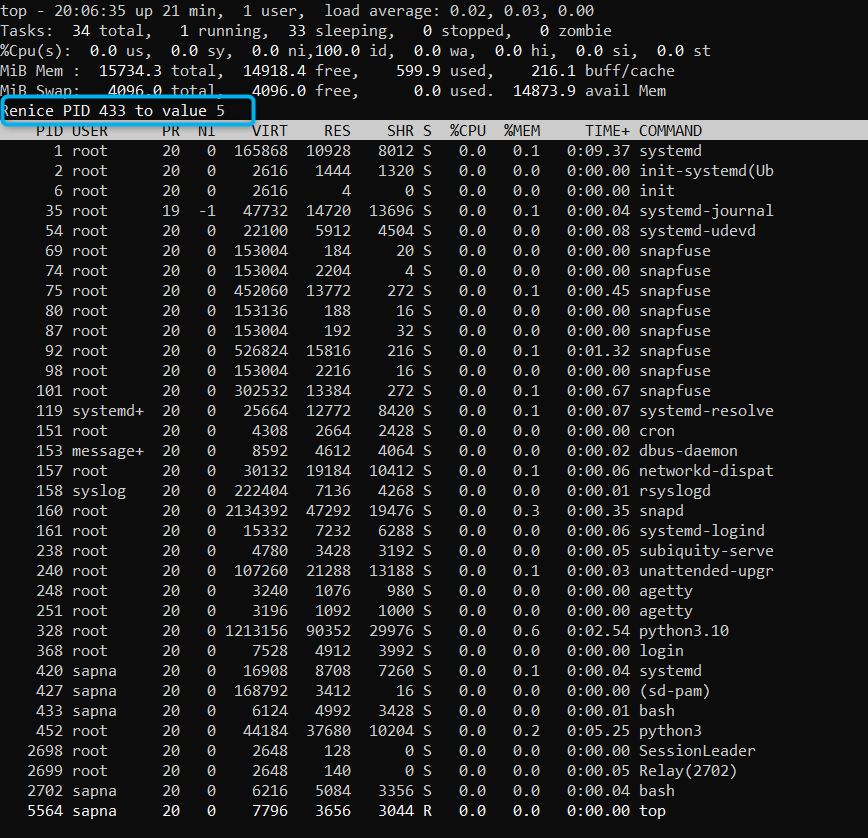 top - 20:06:35 up 21 min,  1 user,  load average: 0.02, 0.03, 0.00
Tasks:  34 total,   1 running,  33 sleeping,   0 stopped,   0 zombie
%Cpu(s):  0.0 us,  0.0 sy,  0.0 ni,100.0 id,  0.0 wa,  0.0 hi,  0.0 si,  0.0 st
MiB Mem :  15734.3 total,  14918.4 free,    599.9 used,    216.1 buff/cache
MiB Swap:   4096.0 total,   4096.0 free,      0.0 used.  14873.9 avail Mem
Renice PID 433 to value 5
    PID USER      PR  NI    VIRT    RES    SHR S  %CPU  %MEM     TIME+ COMMAND
      1 root      20   0  165868  10928   8012 S   0.0   0.1   0:09.37 systemd
      2 root      20   0    2616   1444   1320 S   0.0   0.0   0:00.00 init-systemd(Ub
      6 root      20   0    2616      4      0 S   0.0   0.0   0:00.00 init
     35 root      19  -1   47732  14720  13696 S   0.0   0.1   0:00.04 systemd-journal
     54 root      20   0   22100   5912   4504 S   0.0   0.0   0:00.08 systemd-udevd
     69 root      20   0  153004    184     20 S   0.0   0.0   0:00.00 snapfuse
     74 root      20   0  153004   2204      4 S   0.0   0.0   0:00.00 snapfuse
     75 root      20   0  452060  13772    272 S   0.0   0.1   0:00.45 snapfuse
     80 root      20   0  153136    188     16 S   0.0   0.0   0:00.00 snapfuse
     87 root      20   0  153004    192     32 S   0.0   0.0   0:00.00 snapfuse
     92 root      20   0  526824  15816    216 S   0.0   0.1   0:01.32 snapfuse
     98 root      20   0  153004   2216     16 S   0.0   0.0   0:00.00 snapfuse
    101 root      20   0  302532  13384    272 S   0.0   0.1   0:00.67 snapfuse
    119 systemd+  20   0   25664  12772   8420 S   0.0   0.1   0:00.07 systemd-resolve
    151 root      20   0    4308   2664   2428 S   0.0   0.0   0:00.00 cron
    153 message+  20   0    8592   4612   4064 S   0.0   0.0   0:00.02 dbus-daemon
    157 root      20   0   30132  19184  10412 S   0.0   0.1   0:00.06 networkd-dispat
    158 syslog    20   0  222404   7136   4268 S   0.0   0.0   0:00.01 rsyslogd
    160 root      20   0 2134392  47292  19476 S   0.0   0.3   0:00.35 snapd
    161 root      20   0   15332   7232   6288 S   0.0   0.0   0:00.06 systemd-logind
    238 root      20   0    4780   3428   3192 S   0.0   0.0   0:00.05 subiquity-serve
    240 root      20   0  107260  21288  13188 S   0.0   0.1   0:00.03 unattended-upgr
    248 root      20   0    3240   1076    980 S   0.0   0.0   0:00.00 agetty
    251 root      20   0    3196   1092   1000 S   0.0   0.0   0:00.00 agetty
    328 root      20   0 1213156  90352  29976 S   0.0   0.6   0:02.54 python3.10
    368 root      20   0    7528   4912   3992 S   0.0   0.0   0:00.00 login
    420 sapna     20   0   16908   8708   7260 S   0.0   0.1   0:00.04 systemd
    427 sapna     20   0  168792   3412     16 S   0.0   0.0   0:00.00 (sd-pam)
    433 sapna     20   0    6124   4992   3428 S   0.0   0.0   0:00.01 bash
    452 root      20   0   44184  37680  10204 S   0.0   0.2   0:05.25 python3
   2698 root      20   0    2648    128      0 S   0.0   0.0   0:00.00 SessionLeader
   2699 root      20   0    2648    140      0 S   0.0   0.0   0:00.05 Relay(2702)
   2702 sapna     20   0    6216   5084   3356 S   0.0   0.0   0:00.04 bash
   5564 sapna     20   0    7796   3656   3044 R   0.0   0.0   0:00.00 top